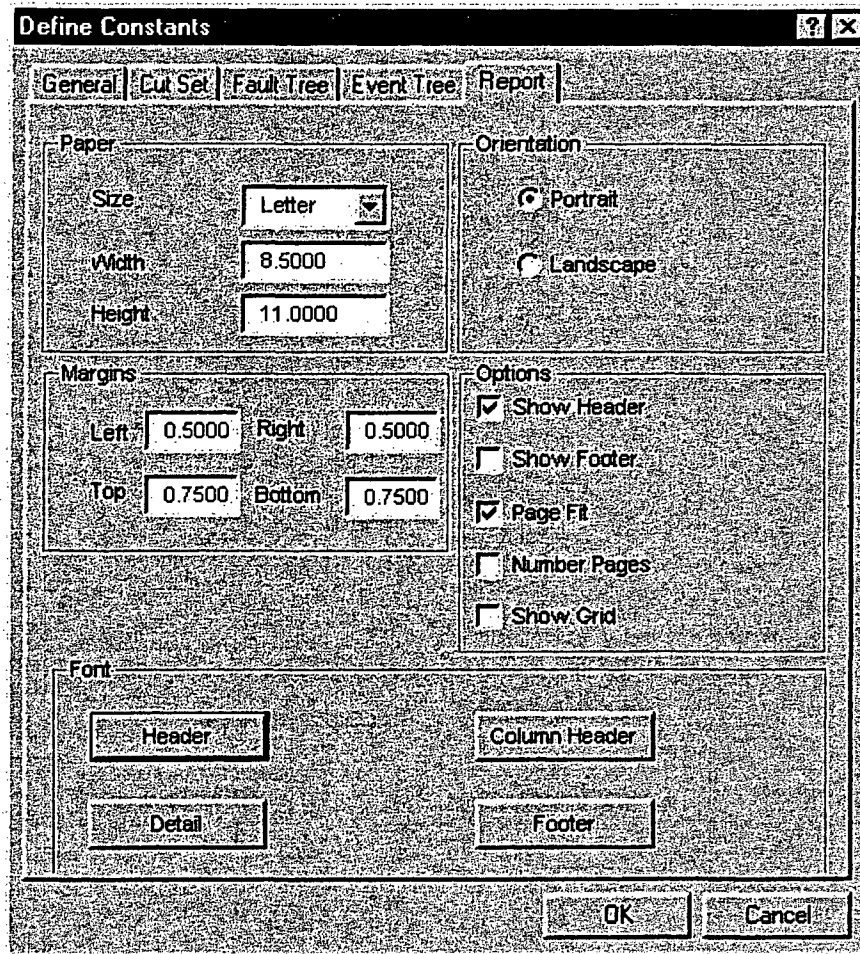 Define Constants
General Cut Set Fault Tree Event Tree Report
Paper
Size Letter
Width 8.5000
Height 11.0000
Orientation
Portrait
Landscape
Margins
Left 0.5000 Right 0.5000
Top 0.7500 Bottom 0.7500
Options
Show Header
Show Footer
Page Fit
Number Pages
Show Grid
Font
Header Column Header
Detail Footer
OK Cancel